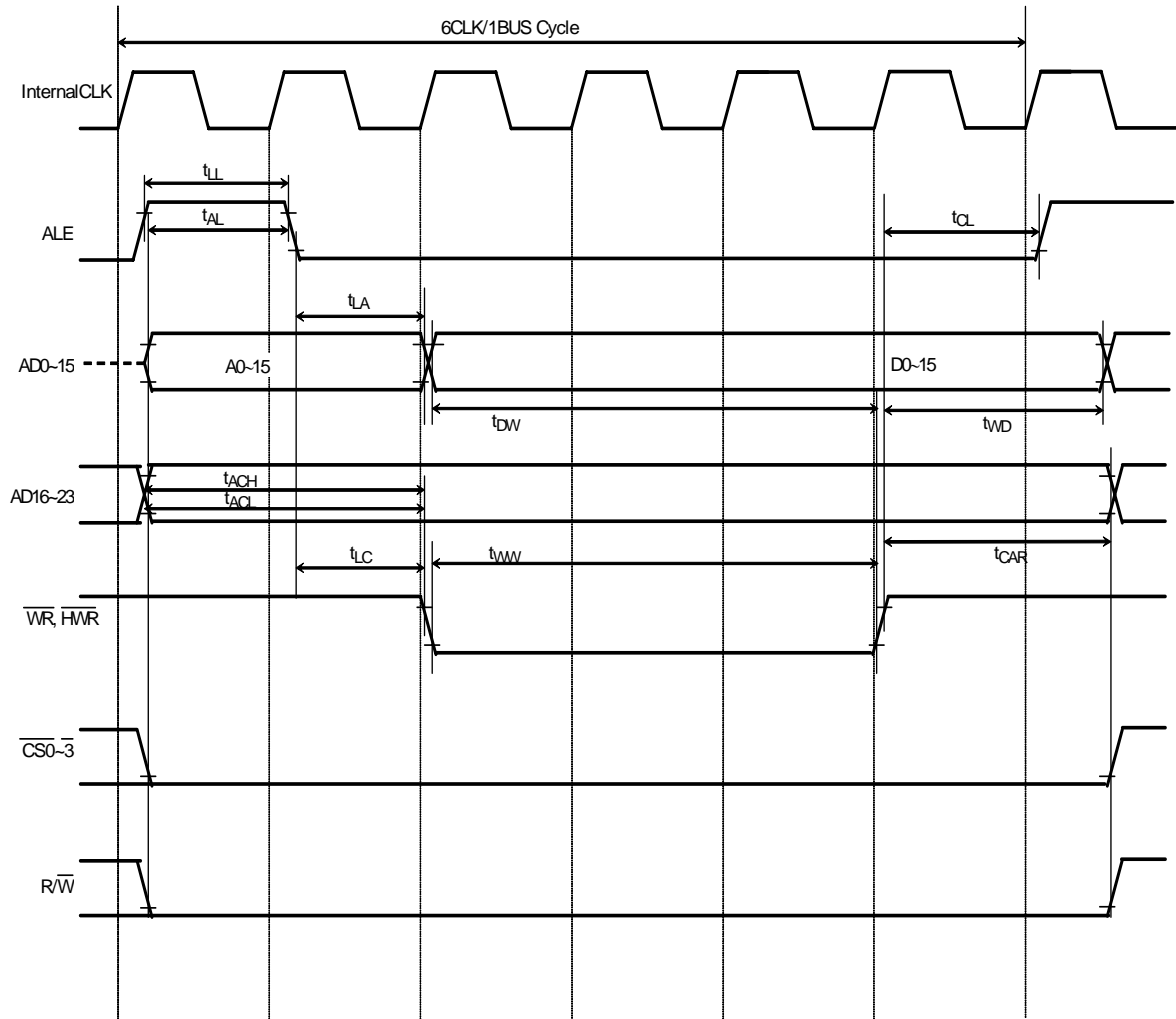 6CLK/1BUS Cycle
InternalCLK
tLL
tAL
ALE
tCL
tLA
AD0~15
A0~15
D0~15
tDW
tWD
tACH
AD16~23
tACL
tLC
tWW
tCAR
WR, HWR
CS0~3
R/W